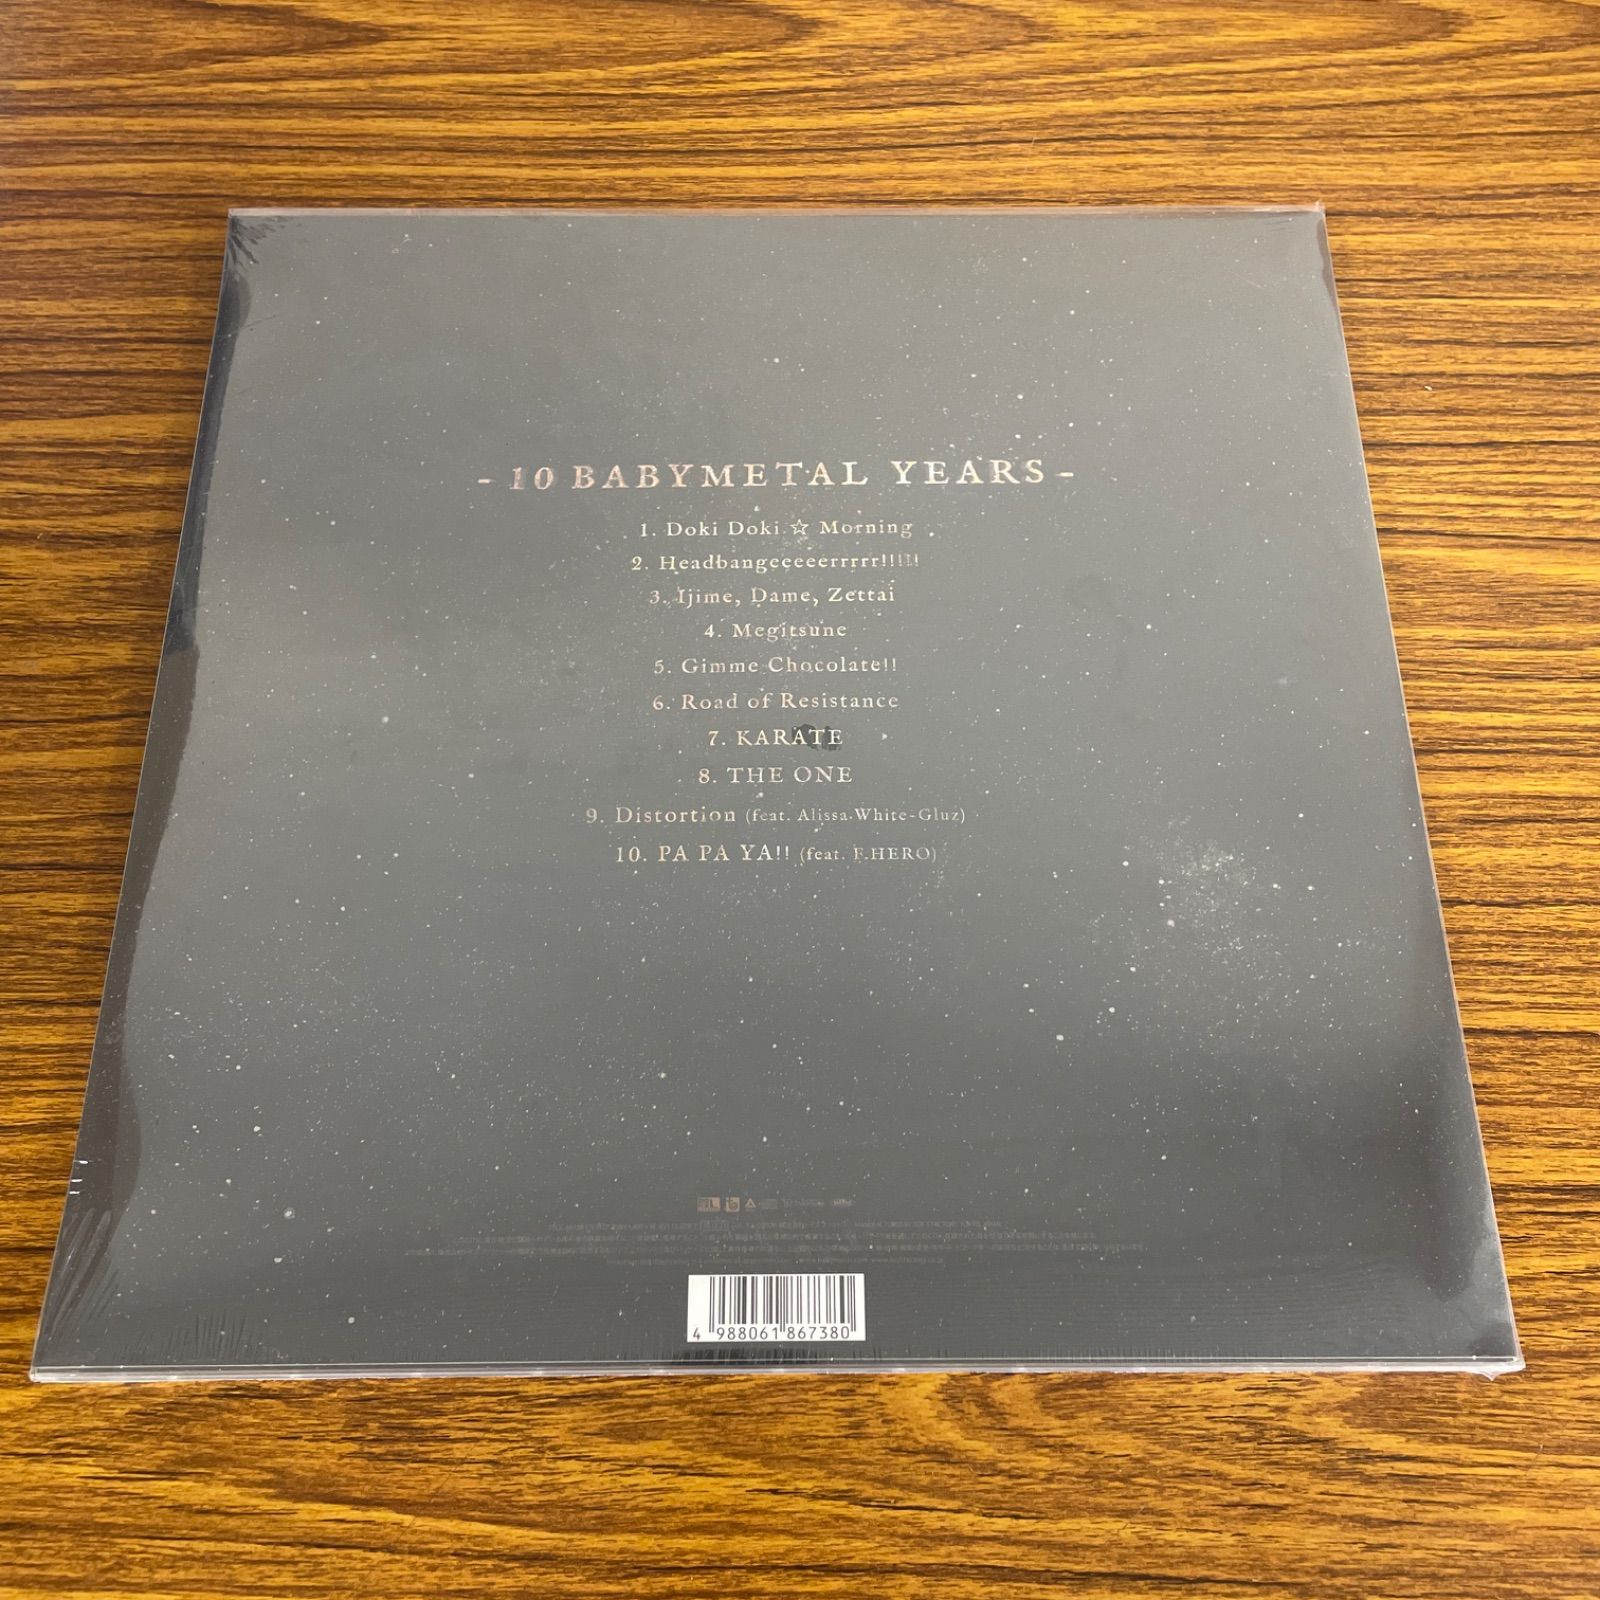 - 10 BABYMETAL YEARS -
1. Doki Doki ☆ Morning
2. Headbangeeeeerrrrr!!!!!
3. Ijime, Dame, Zettai
4. Megitsune
5. Gimme Chocolate!!
6. Road of Resistance
7. KARATE
8. THE ONE
9. Distortion (feat. Alissa White-Gluz)
10. PA PA YA!! (feat. F.HERO)
4 988061 867380